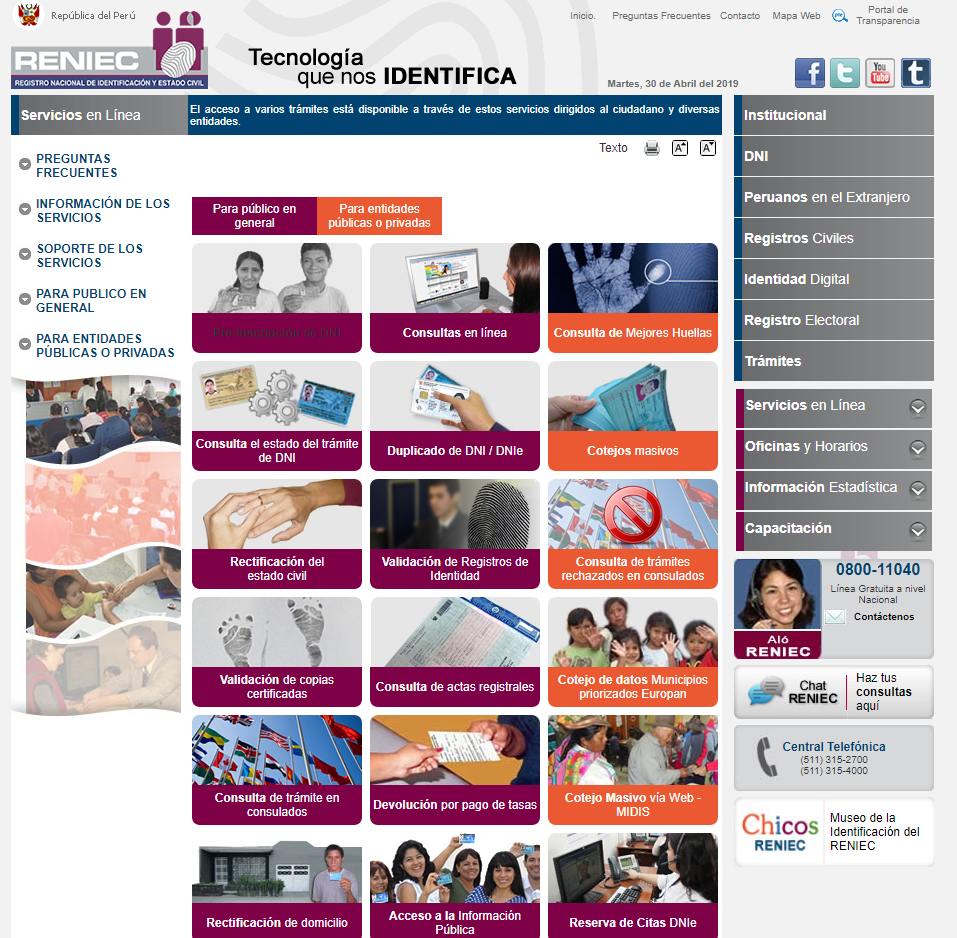 República del Perú
Inicio.
Preguntas Frecuentes
Contacto
Mapa Web
Portal de
Transparencia
RENIEC
REGISTRO NACIONAL DE IDENTIFICACIÓN Y ESTADO CIVIL
Tecnología
que nos IDENTIFICA
Martes, 30 de Abril del 2019
You
Tube
Servicios en Línea
El acceso a varios trámites está disponible a través de estos servicios dirigidos al ciudadano y diversas
entidades.
Texto
PREGUNTAS
FRECUENTES
INFORMACIÓN DE LOS
SERVICIOS
SOPORTE DE LOS
SERVICIOS
PARA PUBLICO EN
GENERAL
PARA ENTIDADES
PÚBLICAS O PRIVADAS
Para público en
general
Para entidades
públicas o privadas
Consultas en línea
Consulta de Mejores Huellas
Consulta el estado del trámite
de DNI
Duplicado de DNI / DNIe
Cotejos masivos
Rectificación del
estado civil
Validación de Registros de
Identidad
Consulta de trámites
rechazados en consulados
Validación de copias
certificadas
Consulta de actas registrales
Cotejo de datos Municipios
priorizados Europan
Consulta de trámite en
consulados
Devolución por pago de tasas
Cotejo Masivo vía Web -
MIDIS
Rectificación de domicilio
Acceso a la Información
Pública
Reserva de Citas DNIe
Institucional
DNI
Peruanos en el Extranjero
Registros Civiles
Identidad Digital
Registro Electoral
Trámites
Servicios en Línea
Oficinas y Horarios
Información Estadística
Capacitación
0800-11040
Línea Gratuita a nivel
Nacional
Contáctenos
Aló
RENIEC
Chat
RENIEC
Haz tus
consultas
aquí
Central Telefónica
(511) 315-2700
(511) 315-4000
Chicos
RENIEC
Museo de la
Identificación del
RENIEC